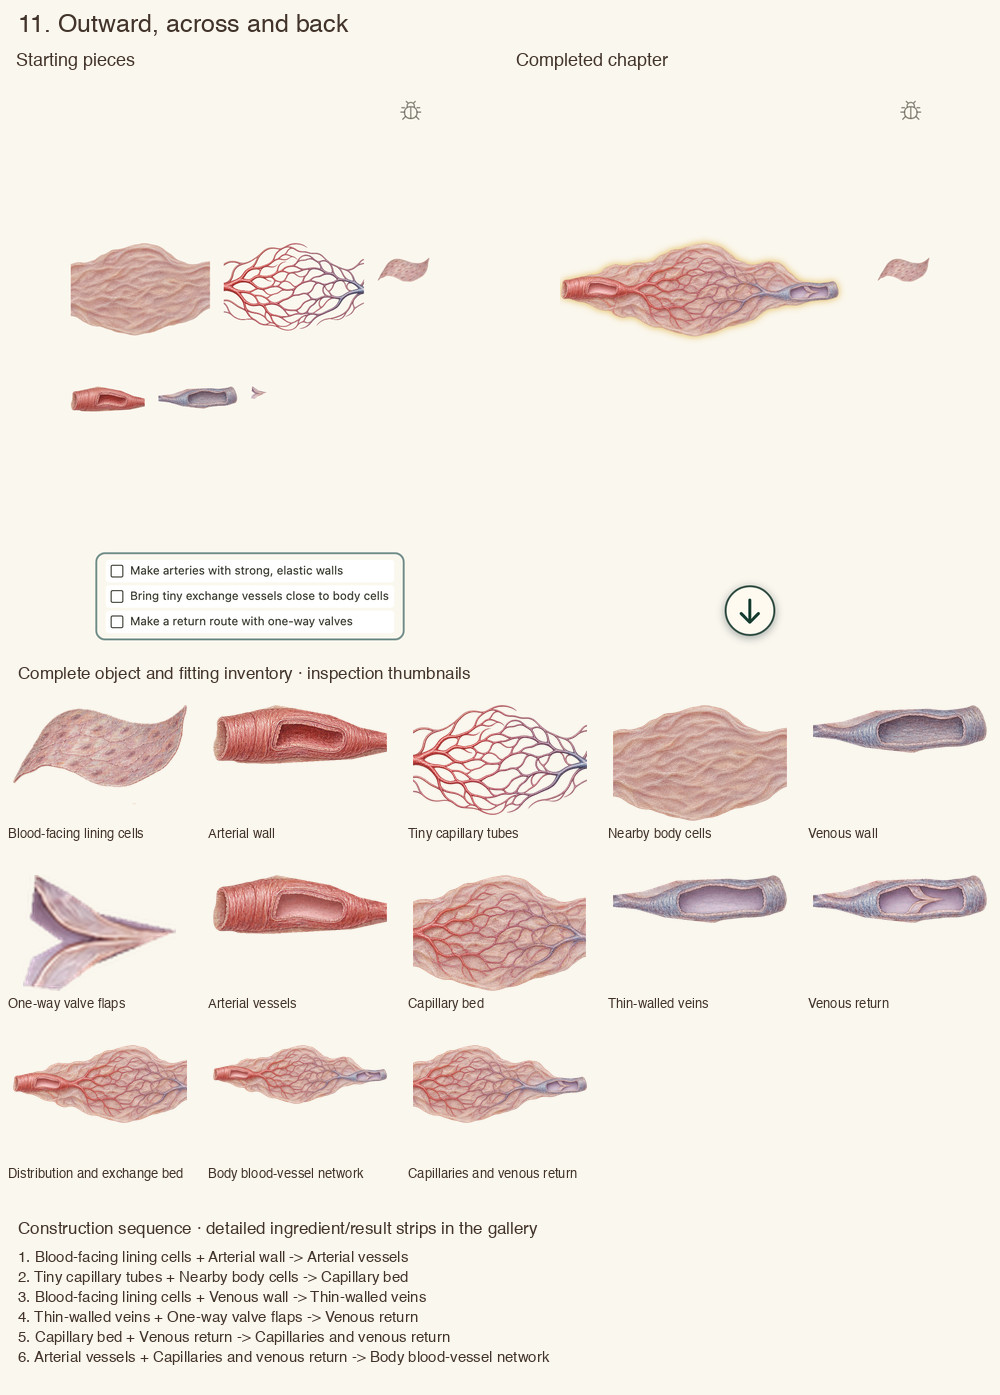 11. Outward, across and back
Starting pieces
Completed chapter
Make arteries with strong, elastic walls
Bring tiny exchange vessels close to body cells
Make a return route with one-way valves
Complete object and fitting inventory · inspection thumbnails
Blood-facing lining cells
Arterial wall
Tiny capillary tubes
Nearby body cells
Venous wall
One-way valve flaps
Arterial vessels
Capillary bed
Thin-walled veins
Venous return
Distribution and exchange bed
Body blood-vessel network
Capillaries and venous return
Construction sequence · detailed ingredient/result strips in the gallery
1. Blood-facing lining cells + Arterial wall -> Arterial vessels
2. Tiny capillary tubes + Nearby body cells -> Capillary bed
3. Blood-facing lining cells + Venous wall -> Thin-walled veins
4. Thin-walled veins + One-way valve flaps -> Venous return
5. Capillary bed + Venous return -> Capillaries and venous return
6. Arterial vessels + Capillaries and venous return -> Body blood-vessel network